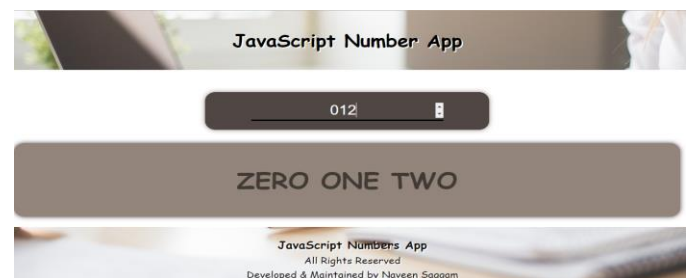 JavaScript Number App
012
ZERO ONE TWO
JavaScript Numbers App
All Rights Reserved
Developed & Maintained by Naveen Saggam